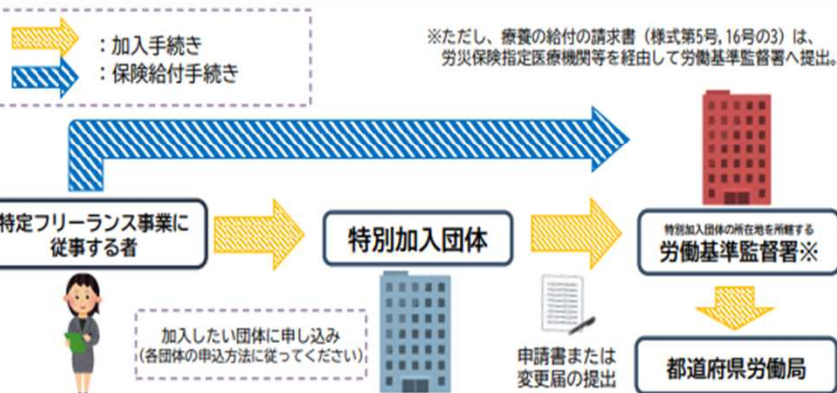 ：加入手続き
：保険給付手続き
※ただし、療養の給付の請求書（様式第5号,16号の3）は、
労災保険指定医療機関等を経由して労働基準監督署へ提出。
特定フリーランス事業に
従事する者
特別加入団体
特別加入団体の所在地を所轄する
労働基準監督署※
加入したい団体に申し込み
（各団体の申込方法に従ってください）
申請書または
変更届の提出
都道府県労働局